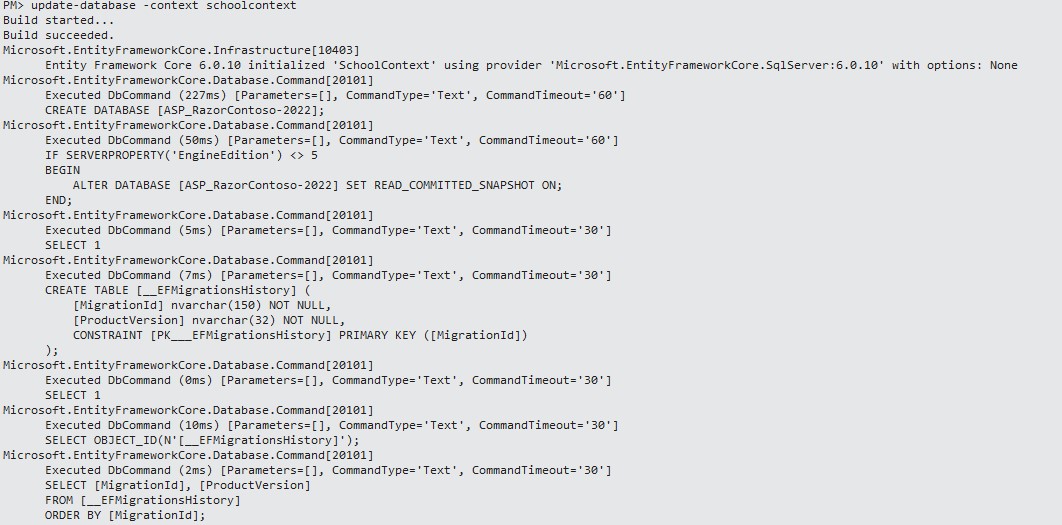 PM> update-database -context schoolcontext
Build started...
Build succeeded.
Microsoft.EntityFrameworkCore.Infrastructure[10403]
      Entity Framework Core 6.0.10 initialized 'SchoolContext' using provider 'Microsoft.EntityFrameworkCore.SqlServer:6.0.10' with options: None
Microsoft.EntityFrameworkCore.Database.Command[20101]
      Executed DbCommand (227ms) [Parameters=[], CommandType='Text', CommandTimeout='60']
      CREATE DATABASE [ASP_RazorContoso-2022];
Microsoft.EntityFrameworkCore.Database.Command[20101]
      Executed DbCommand (50ms) [Parameters=[], CommandType='Text', CommandTimeout='60']
      IF SERVERPROPERTY('EngineEdition') <> 5
      BEGIN
          ALTER DATABASE [ASP_RazorContoso-2022] SET READ_COMMITTED_SNAPSHOT ON;
      END;
Microsoft.EntityFrameworkCore.Database.Command[20101]
      Executed DbCommand (5ms) [Parameters=[], CommandType='Text', CommandTimeout='30']
      SELECT 1
Microsoft.EntityFrameworkCore.Database.Command[20101]
      Executed DbCommand (7ms) [Parameters=[], CommandType='Text', CommandTimeout='30']
      CREATE TABLE [__EFMigrationsHistory] (
          [MigrationId] nvarchar(150) NOT NULL,
          [ProductVersion] nvarchar(32) NOT NULL,
          CONSTRAINT [PK___EFMigrationsHistory] PRIMARY KEY ([MigrationId])
      );
Microsoft.EntityFrameworkCore.Database.Command[20101]
      Executed DbCommand (0ms) [Parameters=[], CommandType='Text', CommandTimeout='30']
      SELECT 1
Microsoft.EntityFrameworkCore.Database.Command[20101]
      Executed DbCommand (10ms) [Parameters=[], CommandType='Text', CommandTimeout='30']
      SELECT OBJECT_ID(N'[__EFMigrationsHistory]');
Microsoft.EntityFrameworkCore.Database.Command[20101]
      Executed DbCommand (2ms) [Parameters=[], CommandType='Text', CommandTimeout='30']
      SELECT [MigrationId], [ProductVersion]
      FROM [__EFMigrationsHistory]
      ORDER BY [MigrationId];